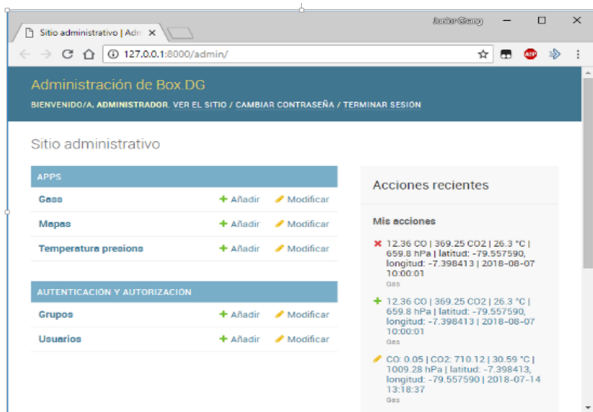 Sitio administrativo | Adm
127.0.0.1:8000/admin/
ABP
Administración de Box.DG
BIENVENIDO/A, ADMINISTRADOR. VER EL SITIO / CAMBIAR CONTRASEÑA / TERMINAR SESIÓN
Sitio administrativo
APPS
Gass + Añadir Modificar
Mapas + Añadir Modificar
Temperatura presions + Añadir Modificar
AUTENTICACIÓN Y AUTORIZACIÓN
Grupos + Añadir Modificar
Usuarios + Añadir Modificar
Acciones recientes
Mis acciones
12.36 CO | 369.25 CO2 | 26.3 °C |
659.8 hPa | latitud: -79.557590,
longitud: -7.398413 | 2018-08-07
10:00:01
Gas
+ 12.36 CO | 369.25 CO2 | 26.3 °C |
659.8 hPa | latitud: -79.557590,
longitud: -7.398413 | 2018-08-07
10:00:01
Gas
CO: 0.05 | CO2: 710.12 | 30.59 °C |
1009.28 hPa | latitud: -7.398413,
longitud: -79.557590 | 2018-07-14
13:18:37
Gas